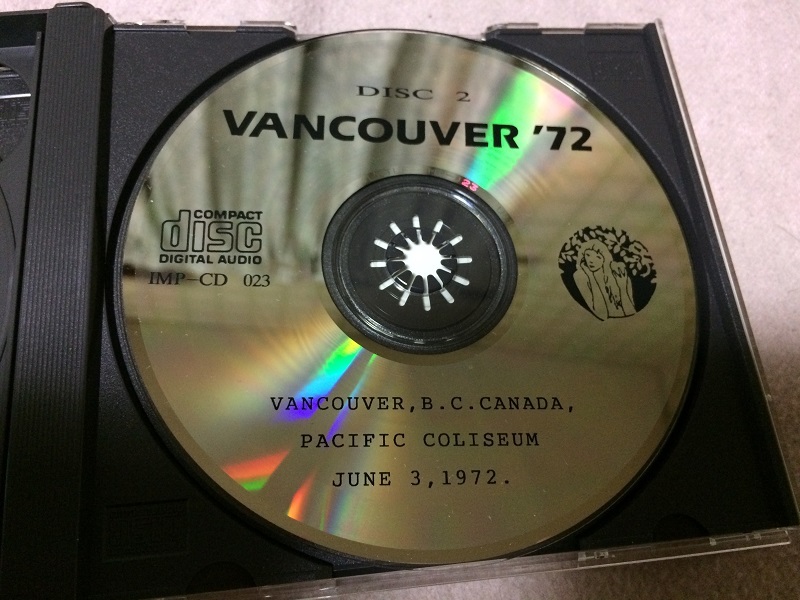 DISC 2
VANCOUVER '72
23
COMPACT
disc
DIGITAL AUDIO
IMP-CD 023
VANCOUVER,B.C.CANADA,
PACIFIC COLISEUM
JUNE 3,1972.